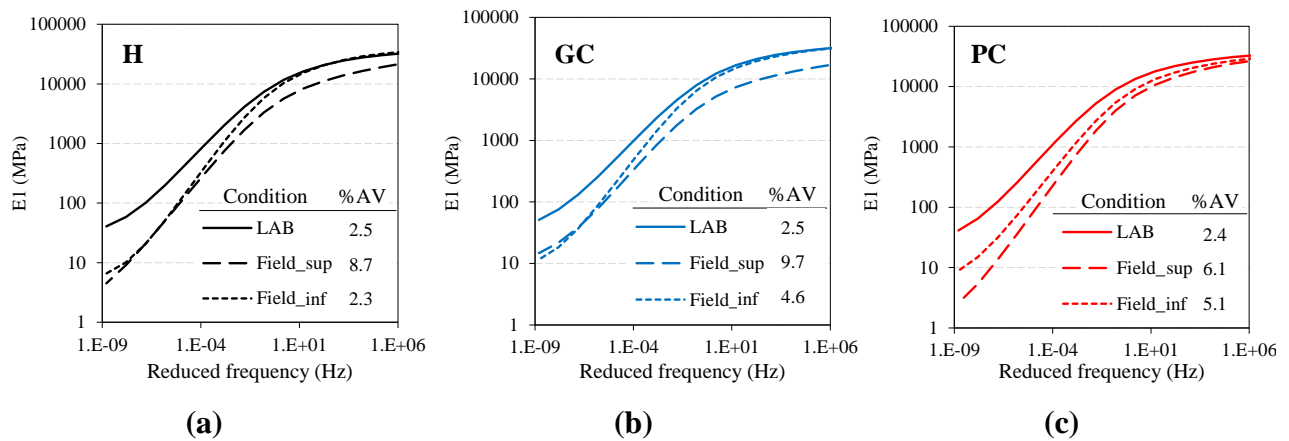 H
100000
10000
1000
100
10
1
E1 (MPa)
Condition %AV
LAB 2.5
Field_sup 8.7
Field_inf 2.3
1.E-09 1.E-04 1.E+01 1.E+06
Reduced frequency (Hz)
(a)
GC
100000
10000
1000
100
10
1
E1 (MPa)
Condition %AV
LAB 2.5
Field_sup 9.7
Field_inf 4.6
1.E-09 1.E-04 1.E+01 1.E+06
Reduced frequency (Hz)
(b)
PC
100000
10000
1000
100
10
1
E1 (MPa)
Condition %AV
LAB 2.4
Field_sup 6.1
Field_inf 5.1
1.E-09 1.E-04 1.E+01 1.E+06
Reduced frequency (Hz)
(c)